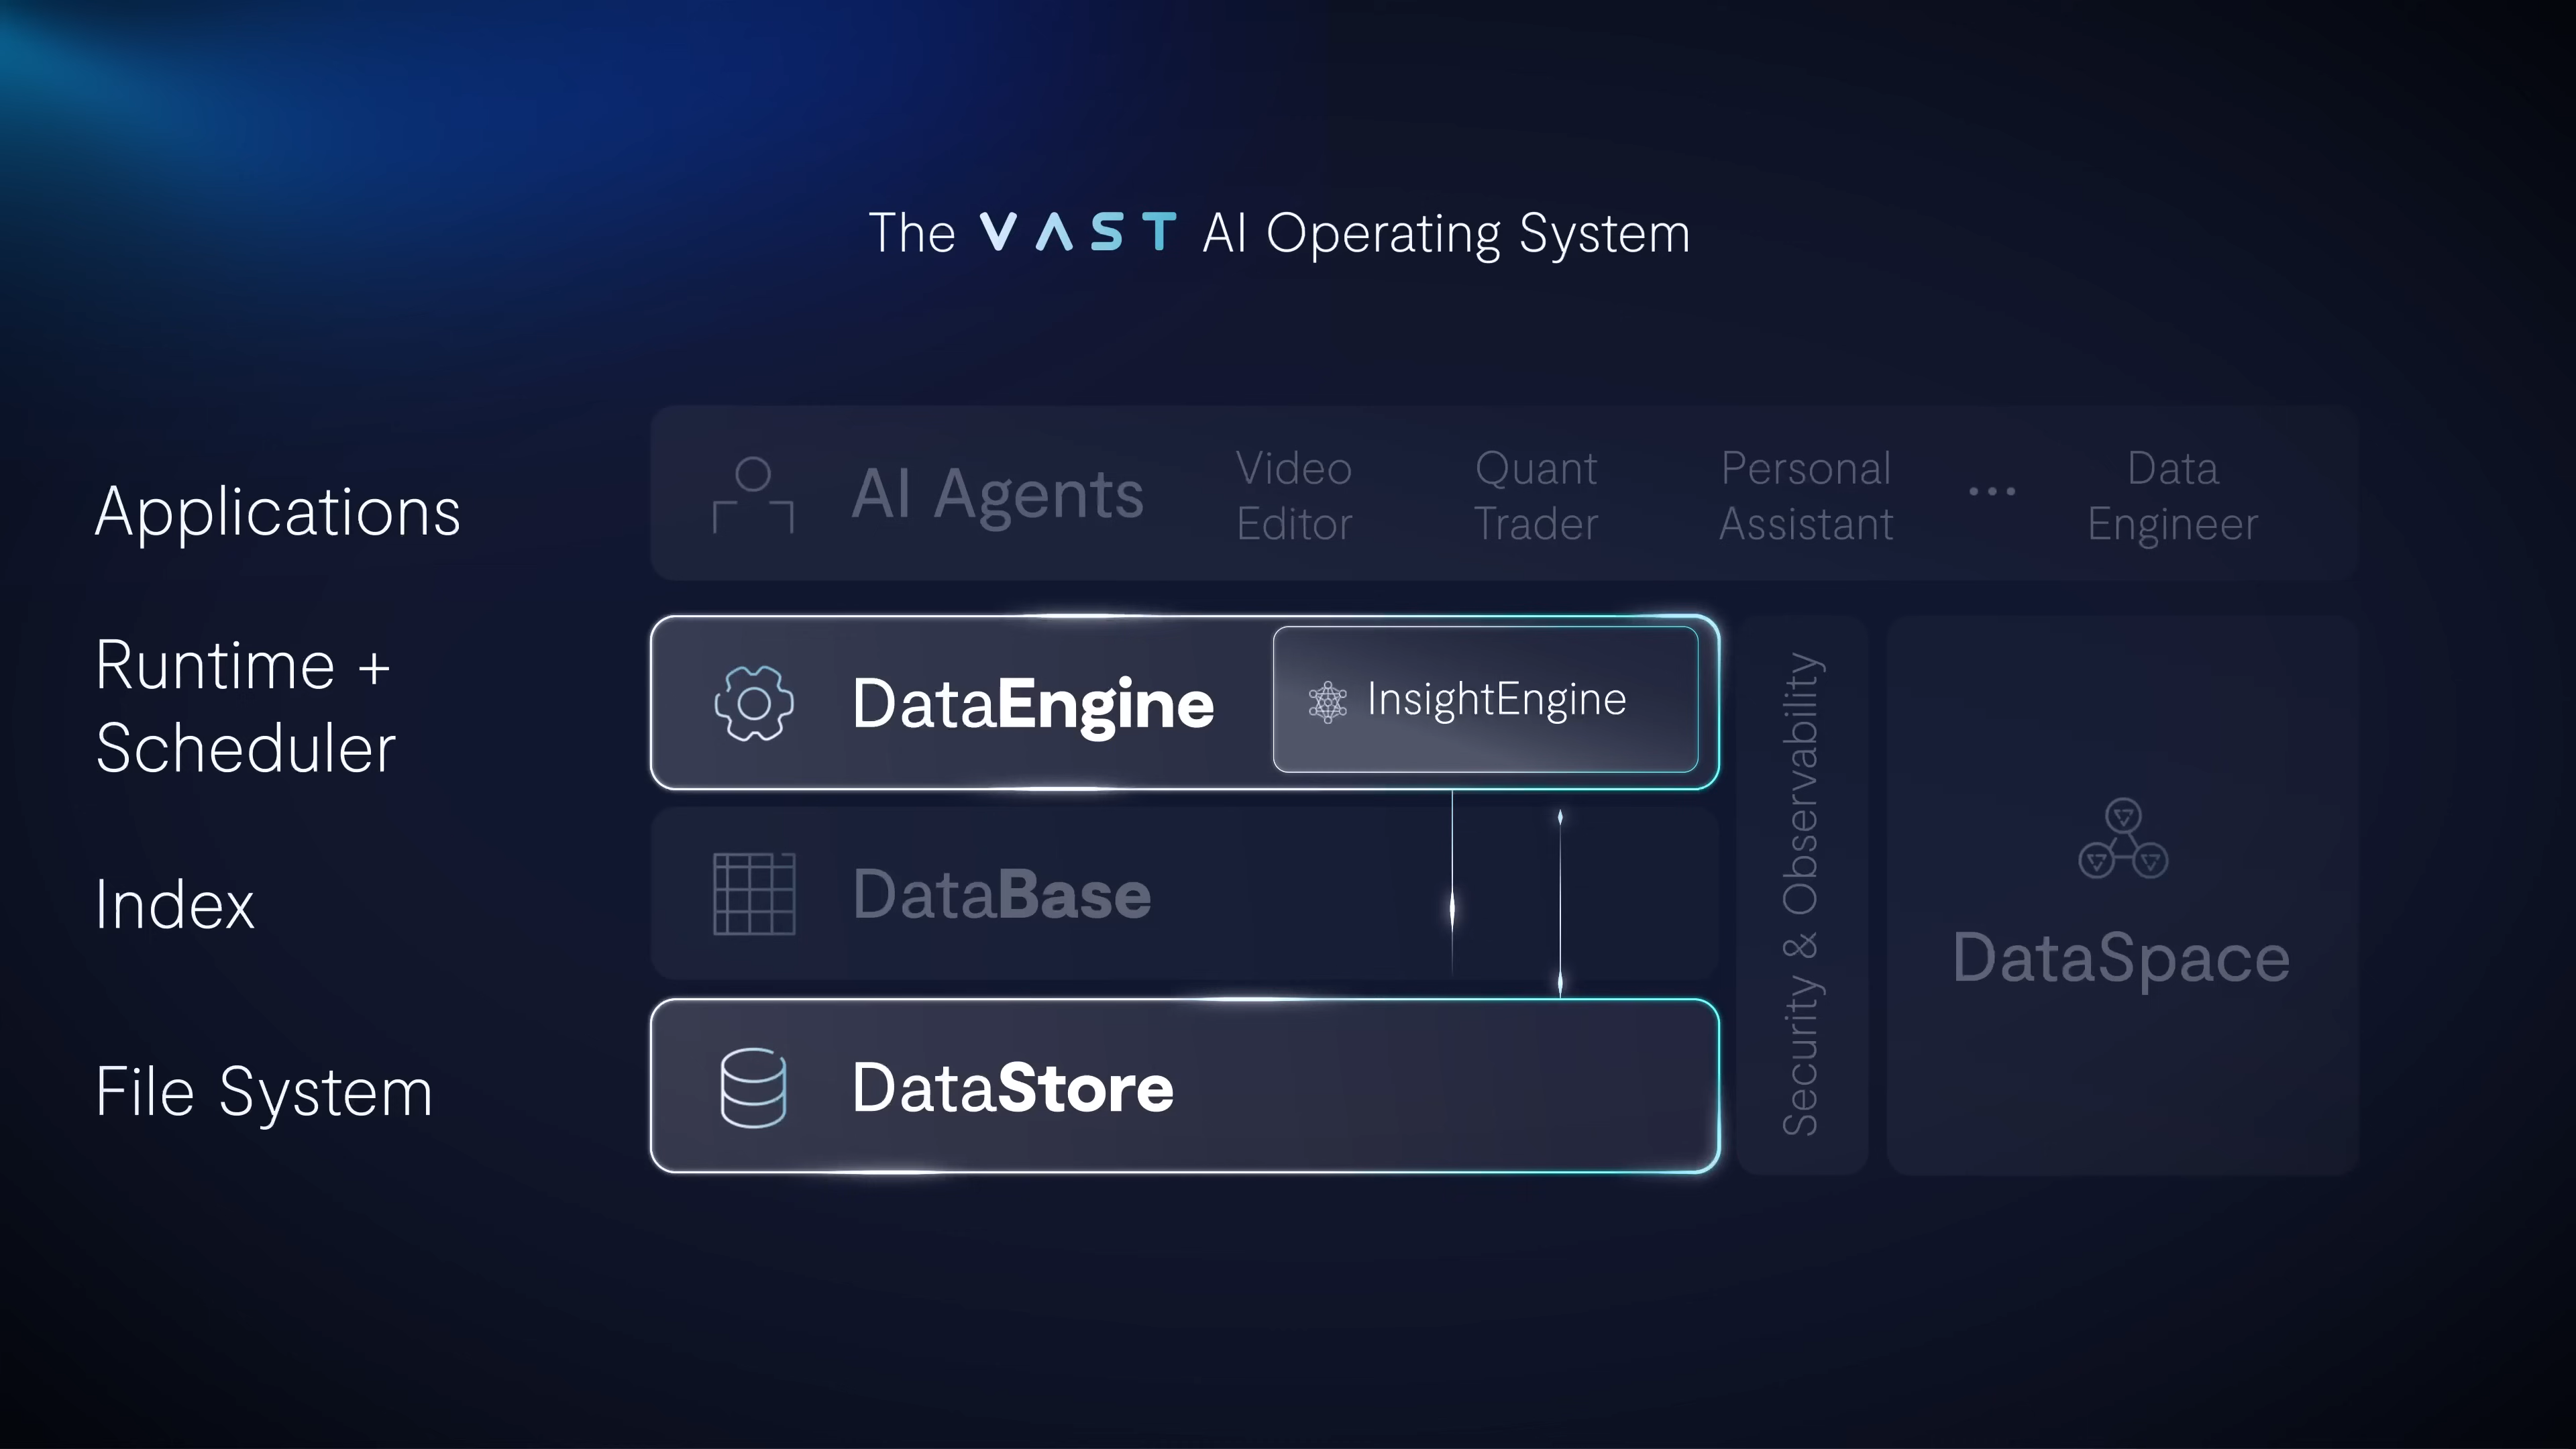 The VAST AI Operating System
Applications
AI Agents
Video
Editor
Quant
Trader
Personal
Assistant
...
Data
Engineer
Runtime +
Scheduler
DataEngine
InsightEngine
Index
DataBase
File System
DataStore
Security & Observability
DataSpace